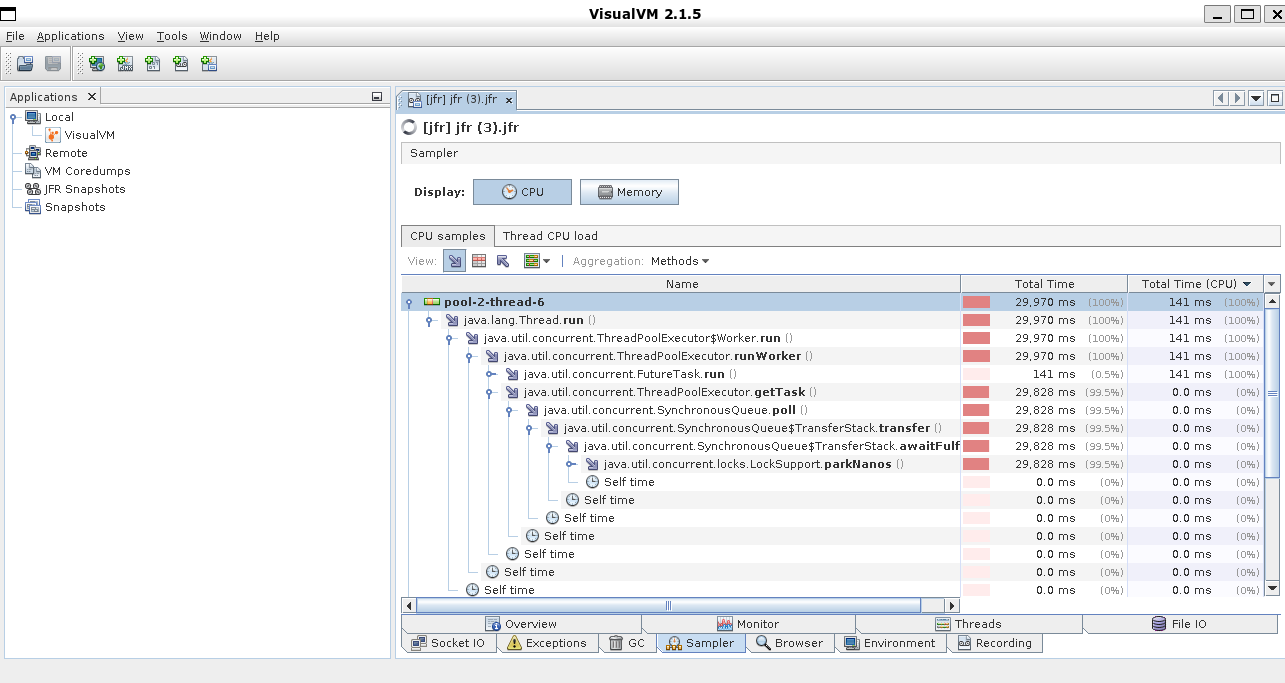 VisualVM 2.1.5
File Applications View Tools Window Help
Applications
Local
VisualVM
Remote
VM Coredumps
JFR Snapshots
Snapshots
[jfr] jfr (3).jfr
[jfr] jfr (3).jfr
Sampler
Display: CPU Memory
CPU samples Thread CPU load
View: Aggregation: Methods
Name Total Time Total Time (CPU)
pool-2-thread-6 29,970 ms (100%) 141 ms (100%)
java.lang.Thread.run () 29,970 ms (100%) 141 ms (100%)
java.util.concurrent.ThreadPoolExecutor$Worker.run () 29,970 ms (100%) 141 ms (100%)
java.util.concurrent.ThreadPoolExecutor.runWorker () 29,970 ms (100%) 141 ms (100%)
java.util.concurrent.FutureTask.run () 141 ms (0.5%) 141 ms (100%)
java.util.concurrent.ThreadPoolExecutor.getTask () 29,828 ms (99.5%) 0.0 ms (0%)
java.util.concurrent.SynchronousQueue.poll () 29,828 ms (99.5%) 0.0 ms (0%)
java.util.concurrent.SynchronousQueue$TransferStack.transfer () 29,828 ms (99.5%) 0.0 ms (0%)
java.util.concurrent.SynchronousQueue$TransferStack.awaitFulf 29,828 ms (99.5%) 0.0 ms (0%)
java.util.concurrent.locks.LockSupport.parkNanos () 29,828 ms (99.5%) 0.0 ms (0%)
Self time 0.0 ms (0%) 0.0 ms (0%)
Self time 0.0 ms (0%) 0.0 ms (0%)
Self time 0.0 ms (0%) 0.0 ms (0%)
Self time 0.0 ms (0%) 0.0 ms (0%)
Self time 0.0 ms (0%) 0.0 ms (0%)
Self time 0.0 ms (0%) 0.0 ms (0%)
Self time 0.0 ms (0%) 0.0 ms (0%)
Overview Monitor Threads File IO
Socket IO Exceptions GC Sampler Browser Environment Recording